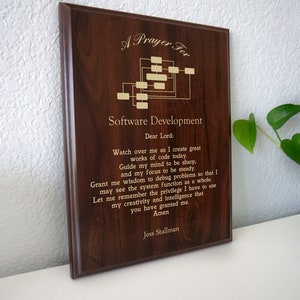 A Prayer For
Software Development
Dear Lord:
Watch over me as I create great
works of code today.
Guide my mind to be sharp,
and my focus to be steady.
Grant me wisdom to debug problems so that I
may see the system function as a whole.
Let me remember the privilege I have to use
my creativity and intelligence that
you have granted me.
Amen
Jess Stallman